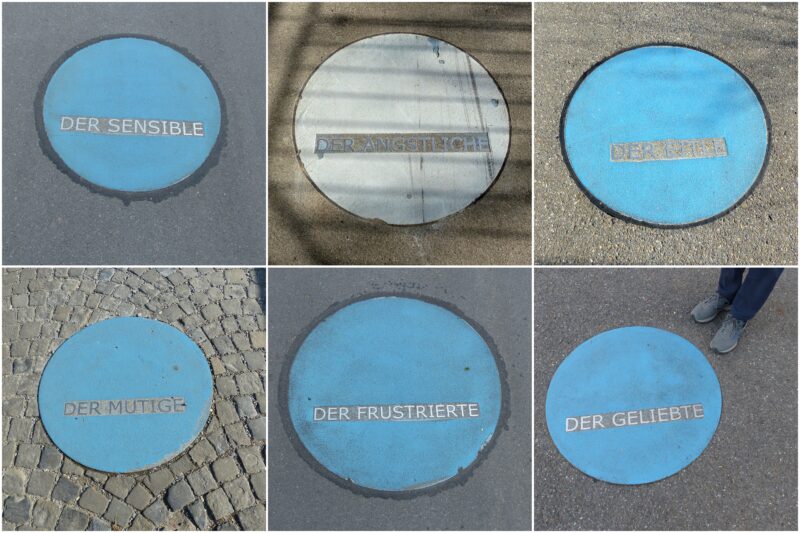 DER SENSIBLE
DER ÄNGSTLICHE
DER
DER MUTIGE
DER FRUSTRIERTE
DER GELIEBTE